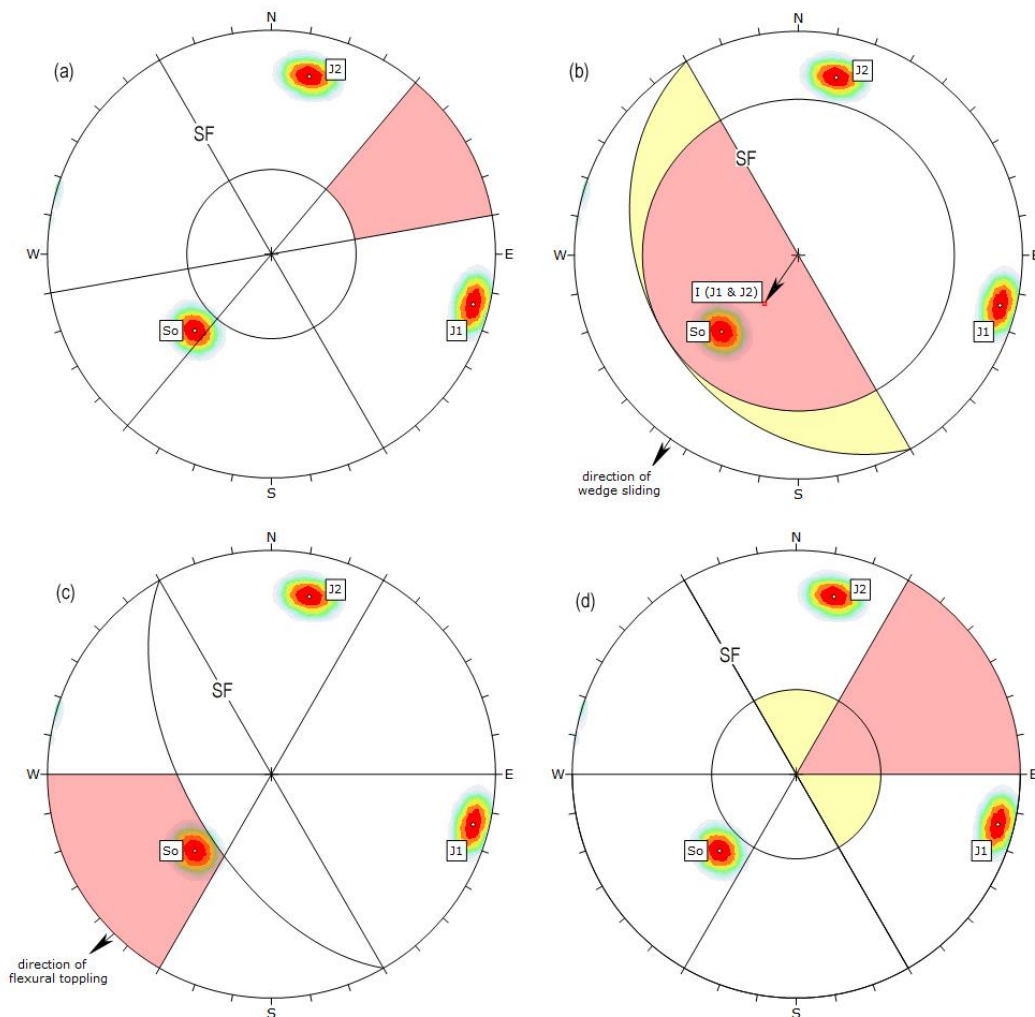 (a)
N
J2
SF
W
E
So
J1
S
(b)
N
J2
SF
W
E
I (J1 & J2)
So
J1
direction of
wedge sliding
S
(c)
N
J2
SF
W
E
So
J1
direction of
flexural toppling
S
(d)
N
J2
SF
W
E
So
J1
S